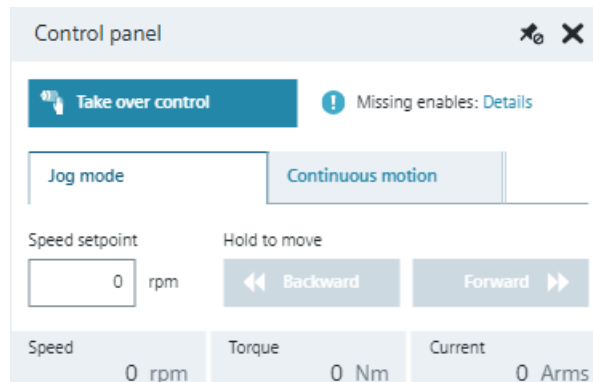 Control panel
Take over control
Missing enables: Details
Jog mode
Continuous motion
Speed setpoint
Hold to move
0 rpm
Backward
Forward
Speed
Torque
Current
0 rpm
0 Nm
0 Arms